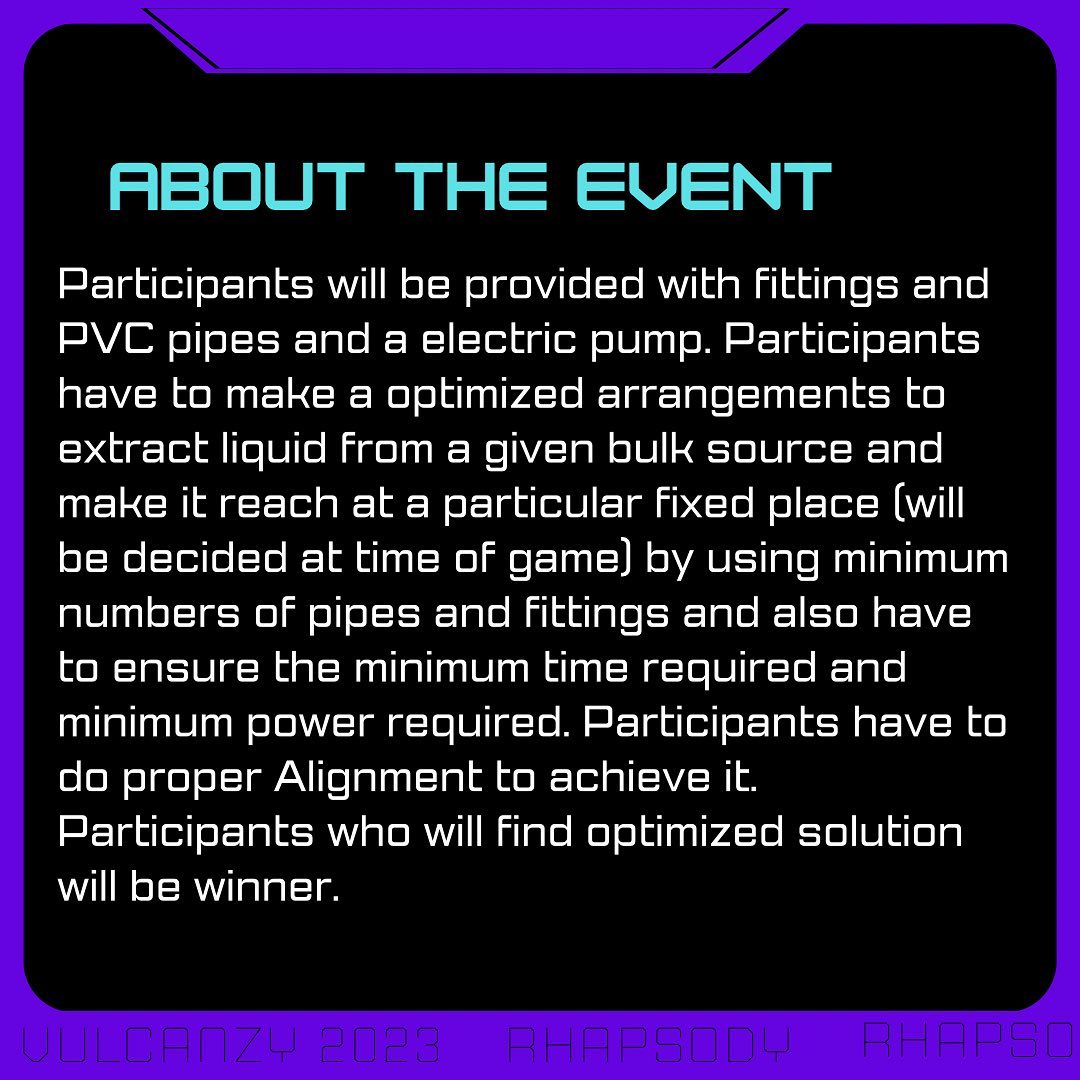 ABOUT THE EVENT
Participants will be provided with fittings and
PVC pipes and a electric pump. Participants
have to make a optimized arrangements to
extract liquid from a given bulk source and
make it reach at a particular fixed place (will
be decided at time of game) by using minimum
numbers of pipes and fittings and also have
to ensure the minimum time required and
minimum power required. Participants have to
do proper Alignment to achieve it.
Participants who will find optimized solution
will be winner.
VULCANZY 2023 RHAPSODY RHAPSO